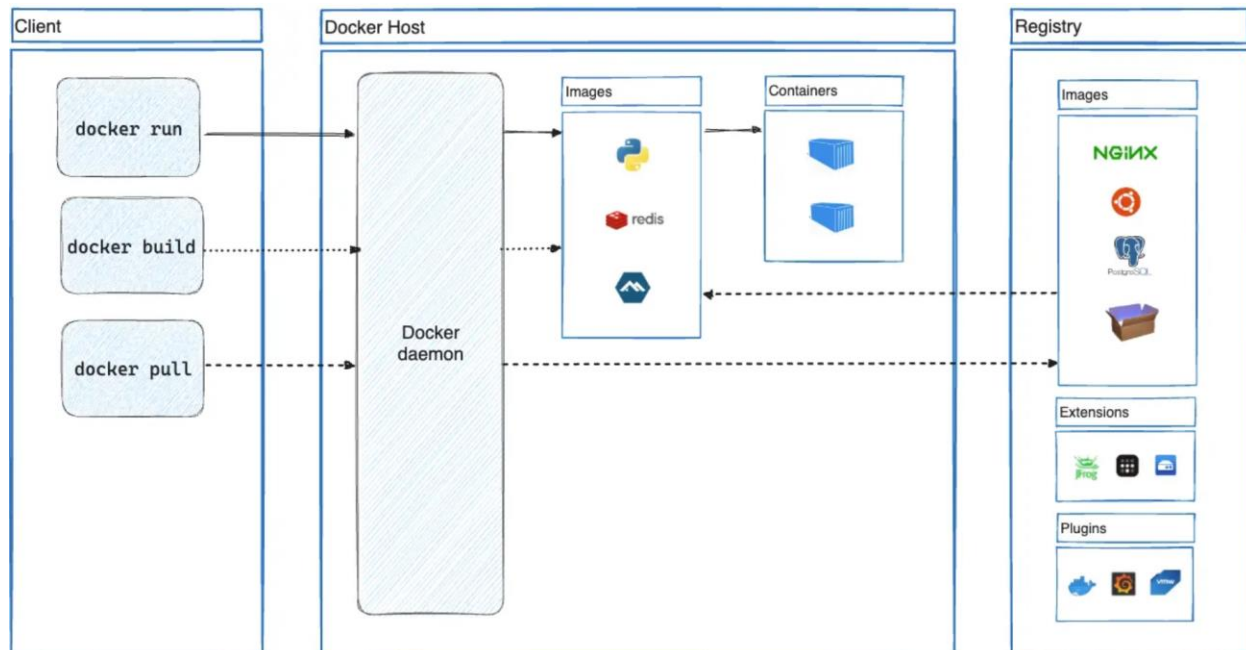 Client
docker run
docker build
docker pull
Docker Host
Docker
daemon
Images
redis
Containers
Registry
Images
NGiNX
PostgreSQL
Extensions
jFrog
Plugins
vmw